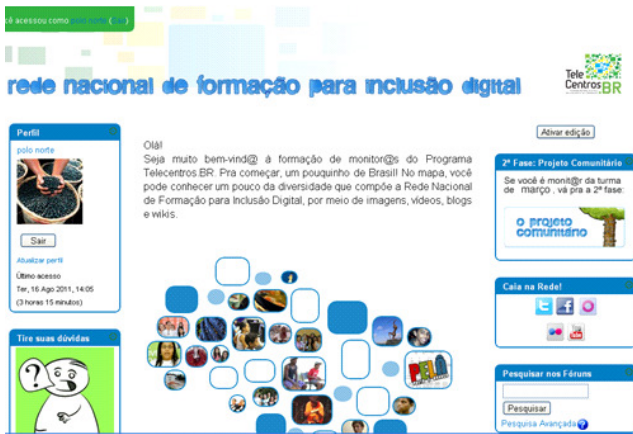 cê acessou como polo norte (Sair)
rede nacional de formação para inclusão digital
Tele
Centros.BR
Perfil
polo norte
Sair
Atualizar perfil
Último acesso
Ter, 16 Ago 2011, 14:05
(3 horas 15 minutos)
Tire suas dúvidas
?
Olá!
Seja muito bem-vind@ à formação de monitor@s do Programa
Telecentros.BR. Pra começar, um pouquinho de Brasil! No mapa, você
pode conhecer um pouco da diversidade que compõe a Rede Nacional
de Formação para Inclusão Digital, por meio de imagens, vídeos, blogs
e wikis.
PELA
Ativar edição
2ª Fase: Projeto Comunitário
Se você é monit@r da turma
de março , vá pra a 2ª fase:
o projeto
comunitário
Caia na Rede!
Pesquisar nos Fóruns
Pesquisar
Pesquisa Avançada